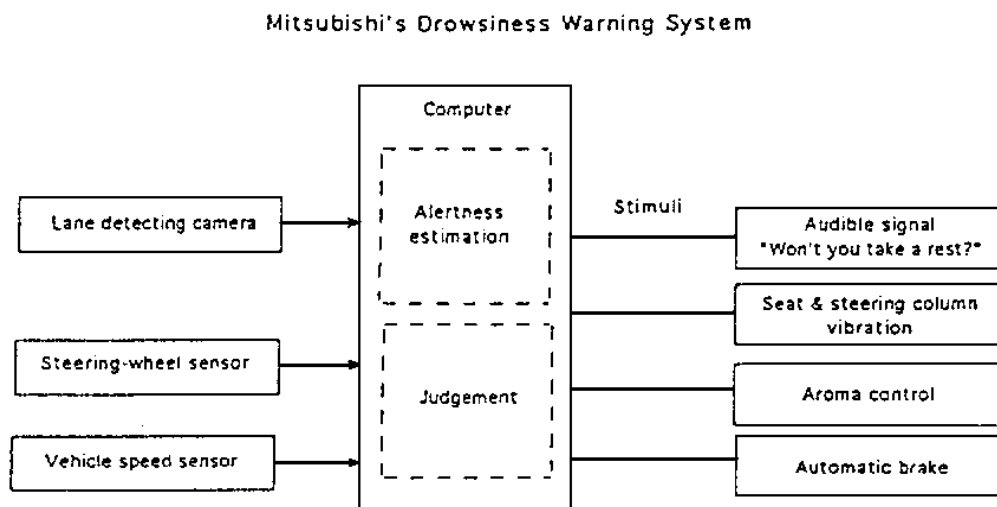 Mitsubishi's Drowsiness Warning System
Computer
Lane detecting camera
Alertness
estimation
Stimuli
Audible signal
"Won't you take a rest?"
Seat & steering column
vibration
Steering-wheel sensor
Judgement
Aroma control
Vehicle speed sensor
Automatic brake